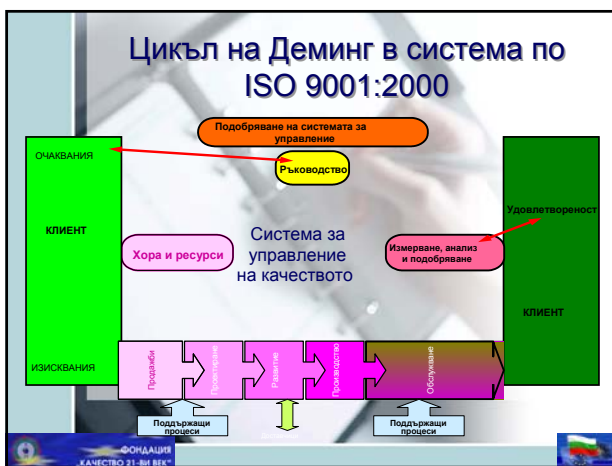 Цикъл на Деминг в система по
ISO 9001:2000
Подобряване на системата за
управление
ОЧАКВАНИЯ
Ръководство
Удовлетвореност
КЛИЕНТ
Хора и ресурси
Система за
управление
на качеството
Измерване, анализ
и подобряване
КЛИЕНТ
ИЗИСКВАНИЯ
Продажби
Проектиране
Развитие
Производство
Обслужване
Поддържащи
процеси
Поддържащи
процеси
ФОНДАЦИЯ
"КАЧЕСТВО 21-ВИ ВЕК"